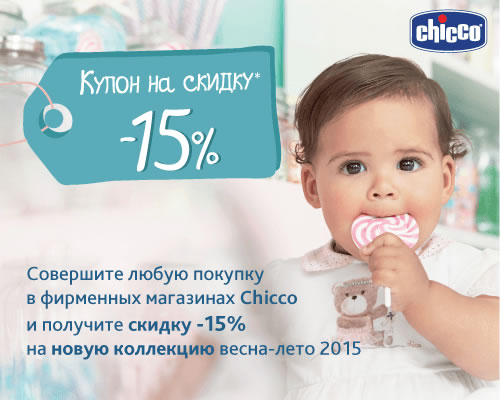 chicco
Купон на скидку*
-15%
Совершите любую покупку
в фирменных магазинах Chicco
и получите скидку -15%
на новую коллекцию весна-лето 2015